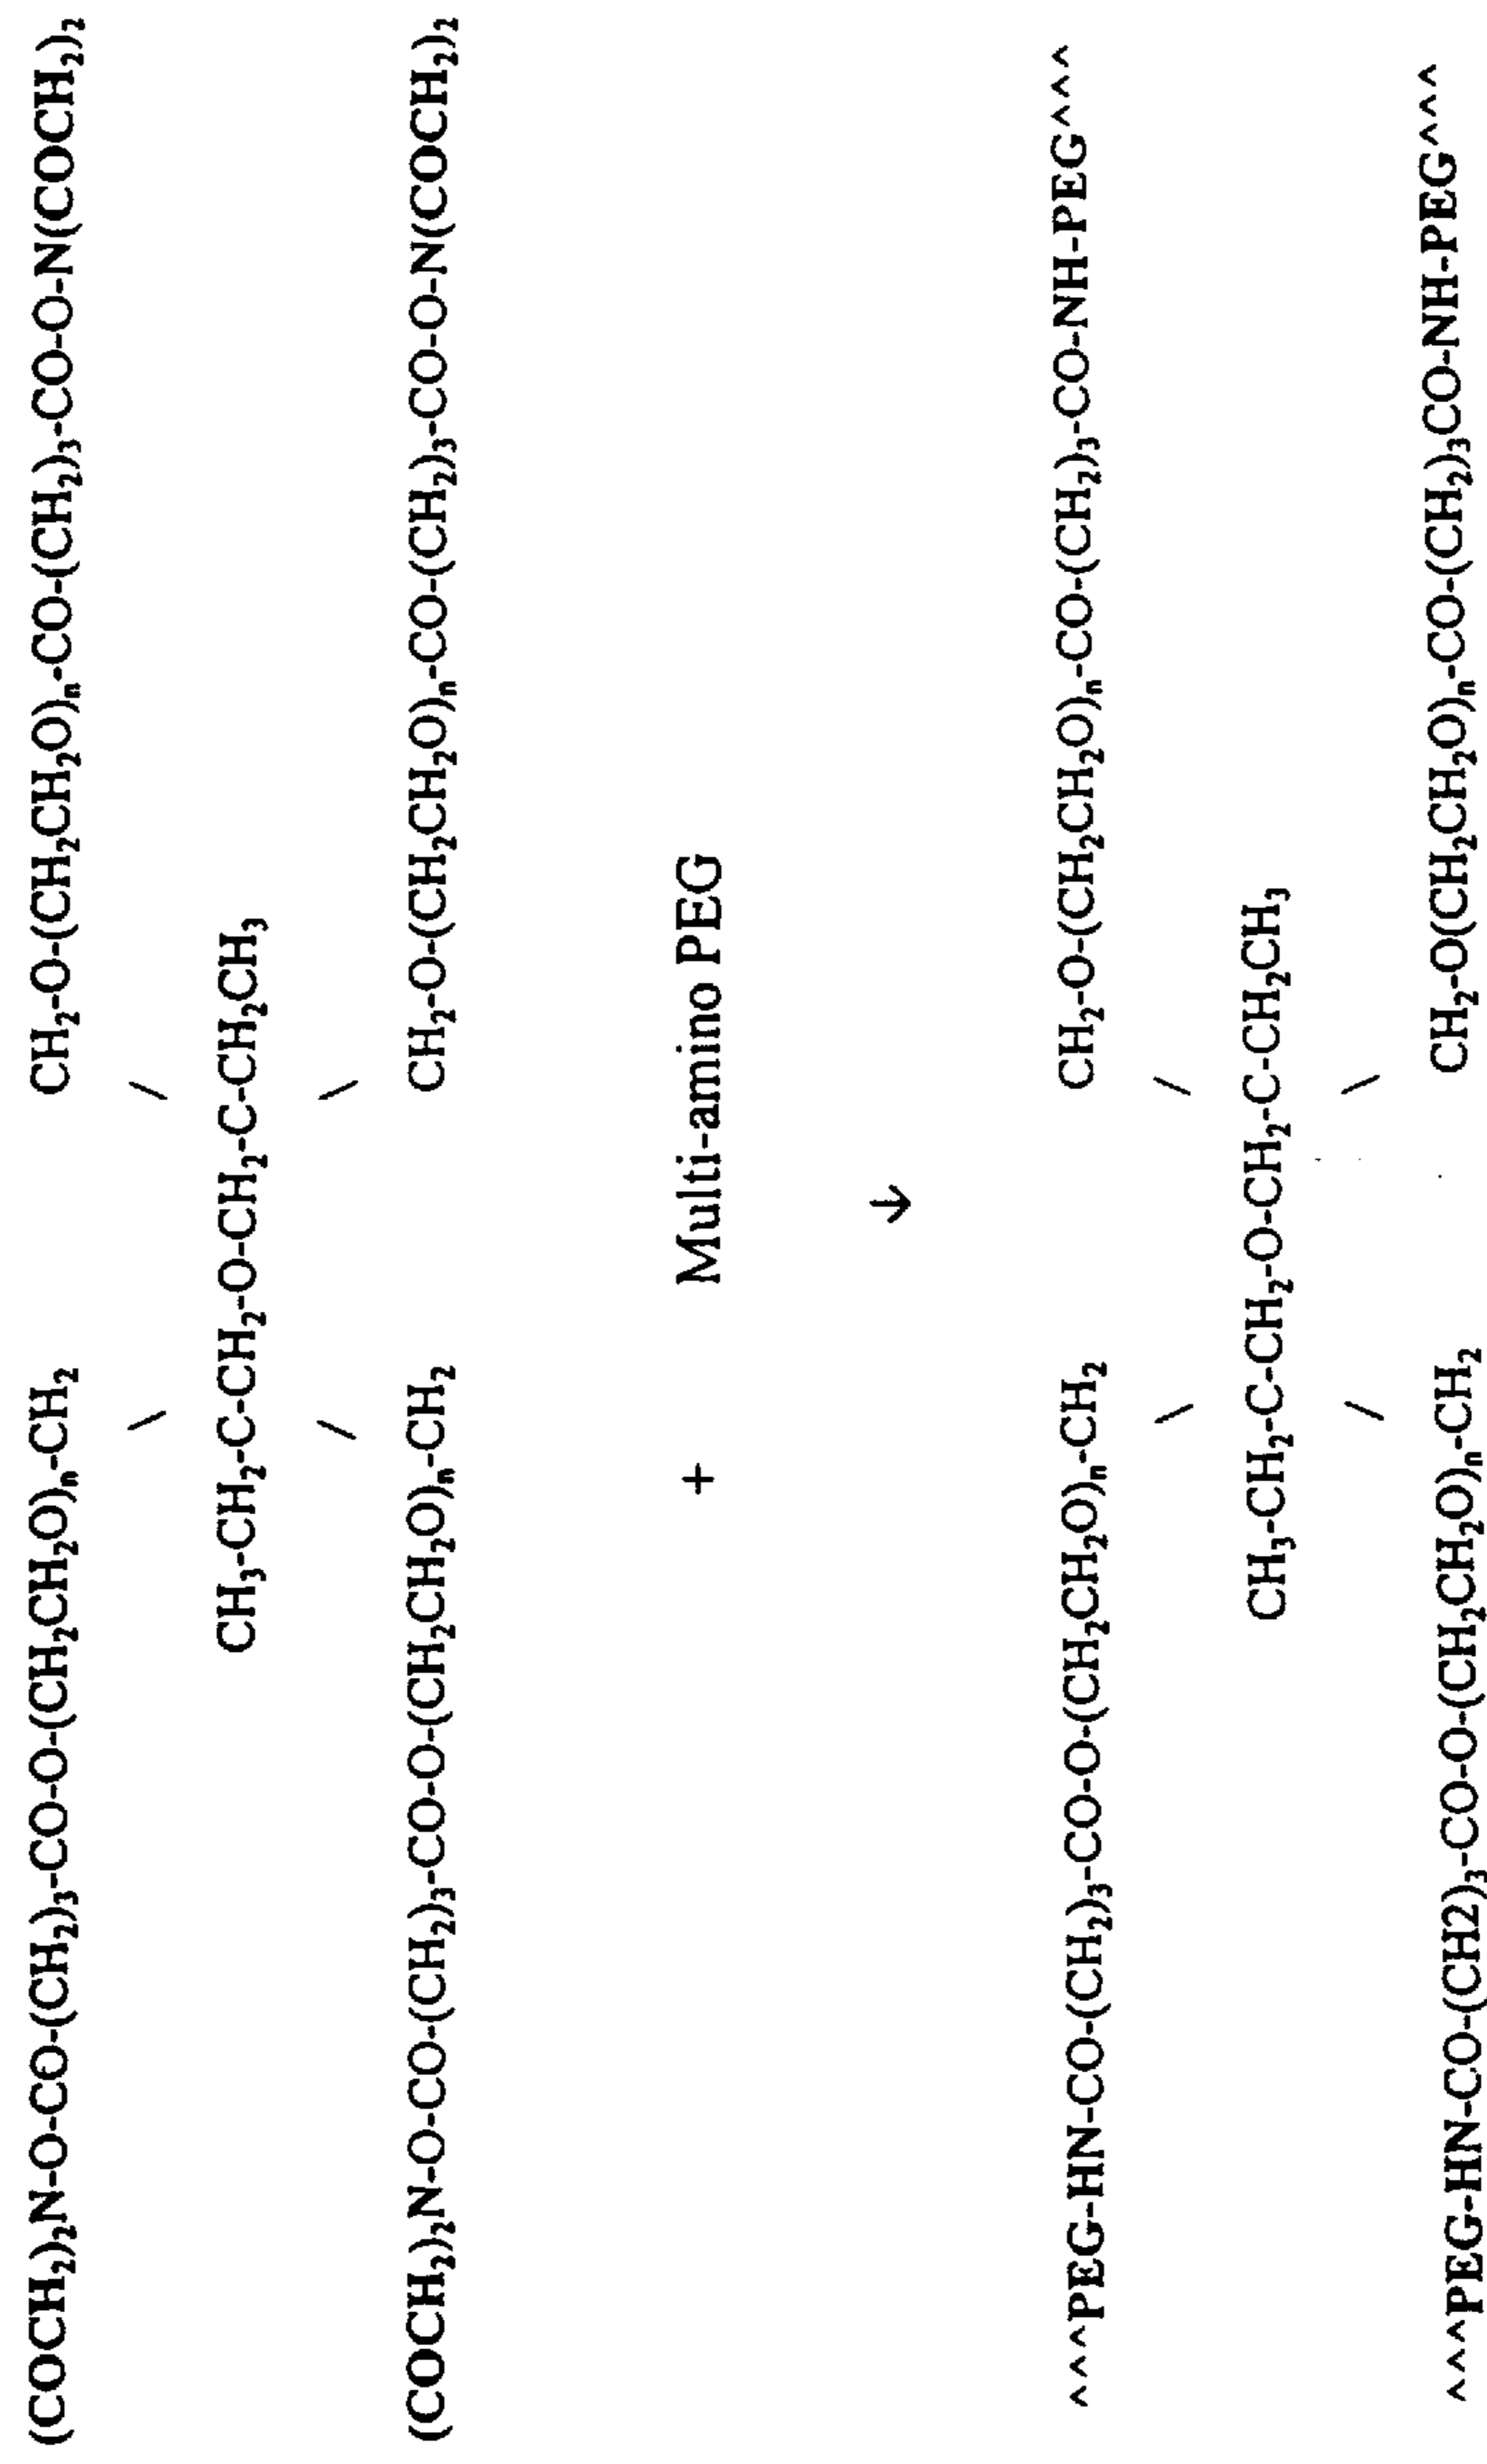 (COCH₂)₂N-O-CO-(CH₂)₃-CO-O-(CH₂CH₂O)ₙ-CH₂ CH₂-O-(CH₂CH₂O)ₙ-CO-(CH₂)₃-CO-O-N(COCH₂)₂
\ /
CH₃-CH₂-C-CH₂-O-CH₂-C-CH₂CH₃
/ \
(COCH₂)₂N-O-CO-(CH₂)₃-CO-O-(CH₂CH₂O)ₙ-CH₂ CH₂-O-(CH₂CH₂O)ₙ-CO-(CH₂)₃-CO-O-N(COCH₂)₂
+ Multi-amino PEG
↓
^^^PEG-HN-CO-(CH₂)₃-CO-O-(CH₂CH₂O)ₙ-CH₂ CH₂-O-(CH₂CH₂O)ₙ-CO-(CH₂)₃-CO-NH-PEG^^^
\ /
CH₃-CH₂-C-CH₂-O-CH₂-C-CH₂CH₃
/ \
^^^PEG-HN-CO-(CH2)₃-CO-O-(CH₂CH₂O)ₙ-CH₂ CH₂-O(CH₂CH₂O)ₙ-CO-(CH₂)₃CO-NH-PEG^^^